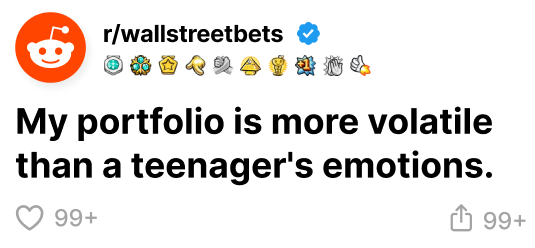 r/wallstreetbets
My portfolio is more volatile
than a teenager's emotions.
99+
99+